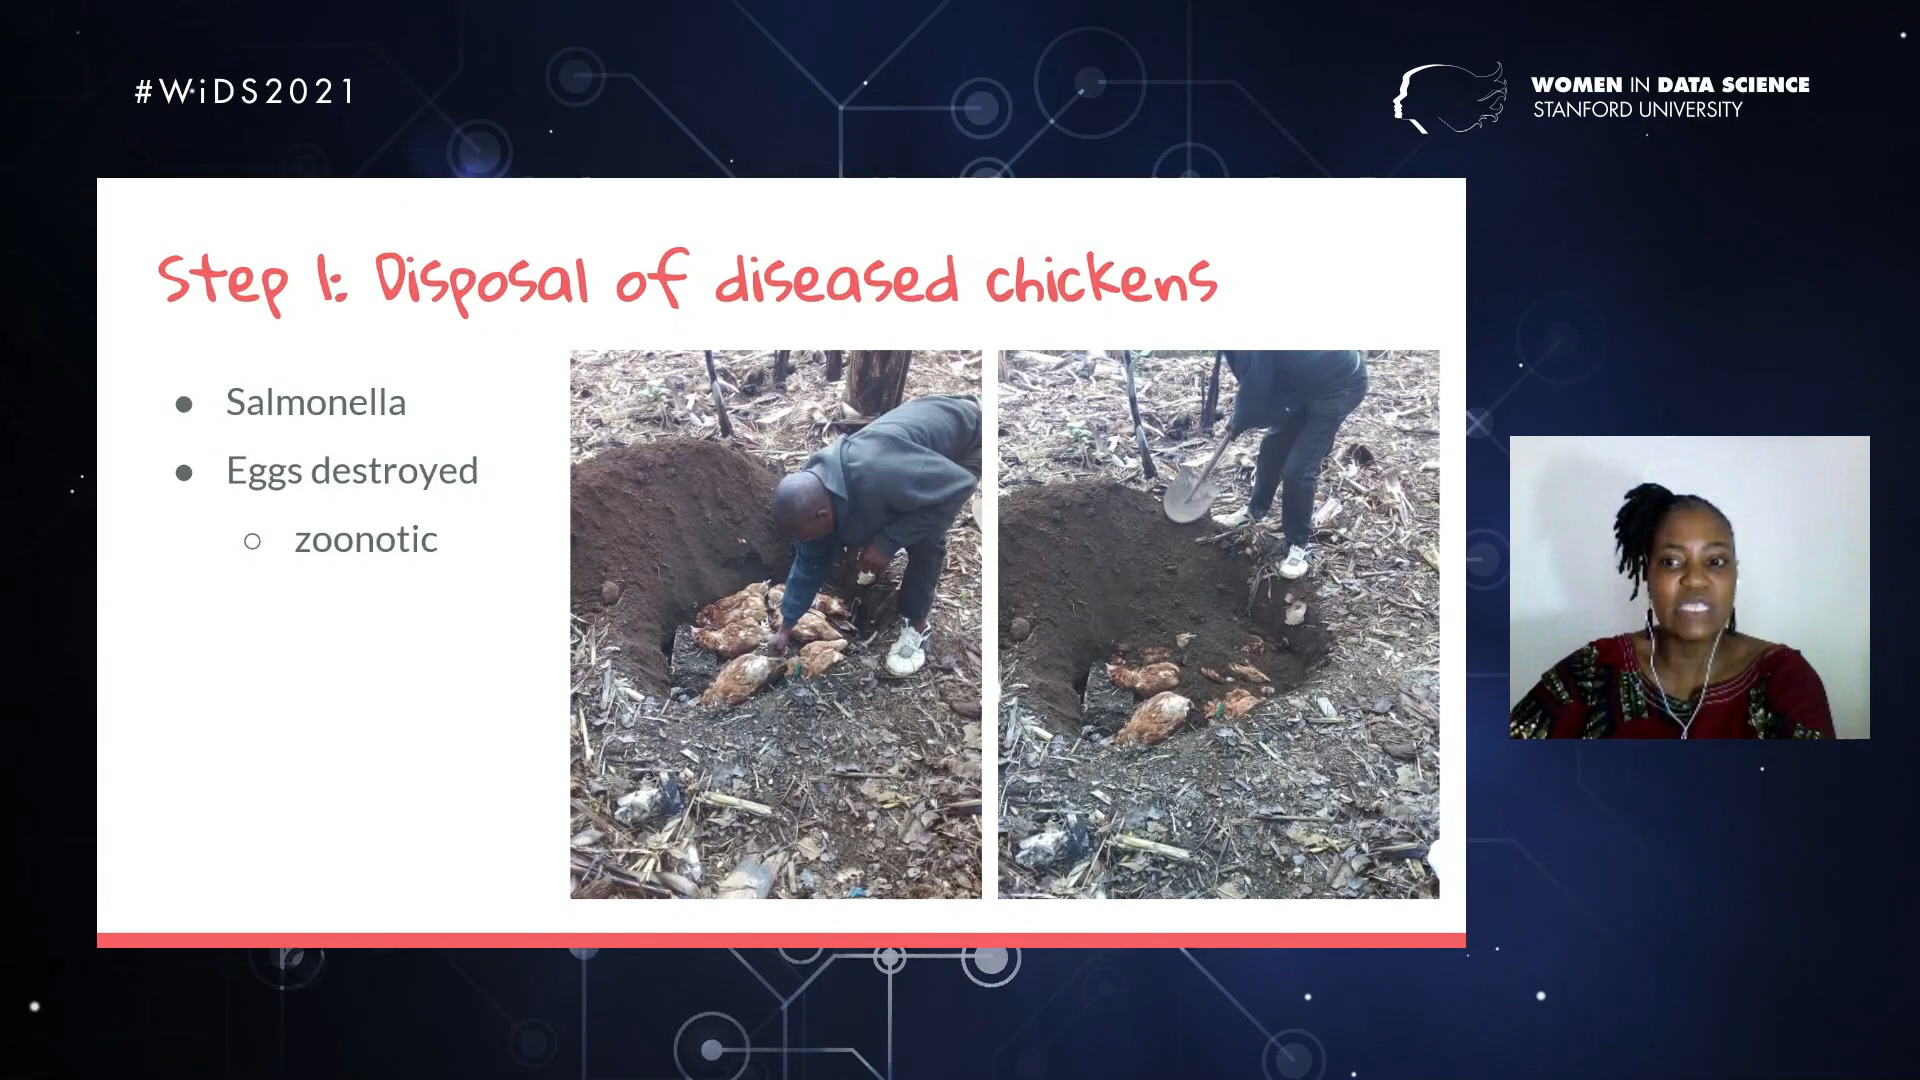 #WiDS2021
WOMEN IN DATA SCIENCE
STANFORD UNIVERSITY
Step 1: Disposal of diseased chickens
● Salmonella
● Eggs destroyed
○ zoonotic